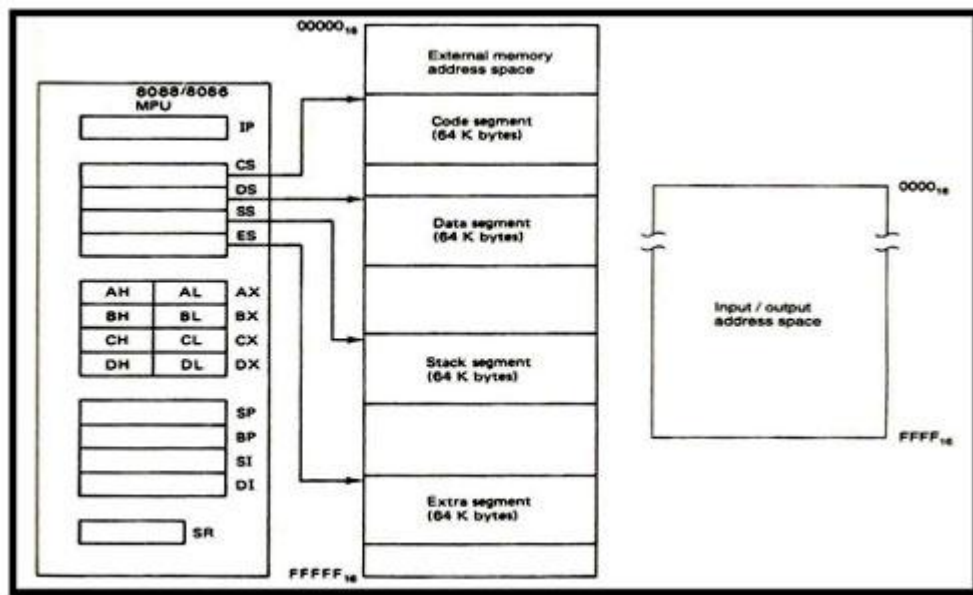 8088/8086
MPU
IP
CS
DS
SS
ES
AH AL AX
BH BL BX
CH CL CX
DH DL DX
SP
BP
SI
DI
SR
00000₁₆
External memory
address space
Code segment
(64 K bytes)
Data segment
(64 K bytes)
Stack segment
(64 K bytes)
Extra segment
(64 K bytes)
FFFFF₁₆
0000₁₆
Input / output
address space
FFFF₁₆